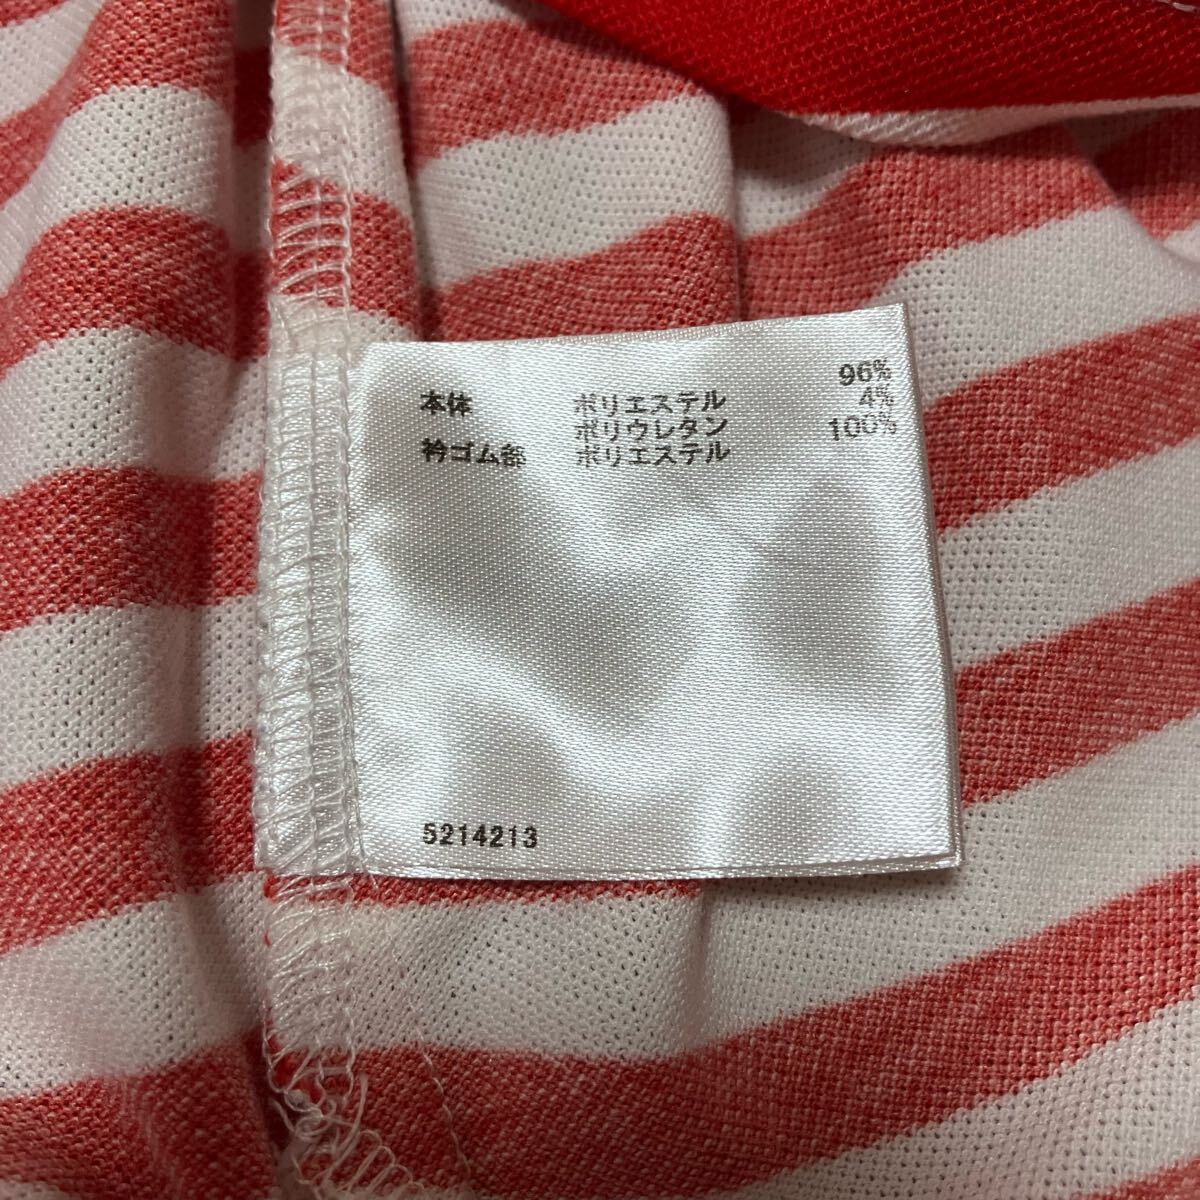 本体 ポリエステル 96%
ポリウレタン 4%
衿ゴム部 ポリエステル 100%
5214213